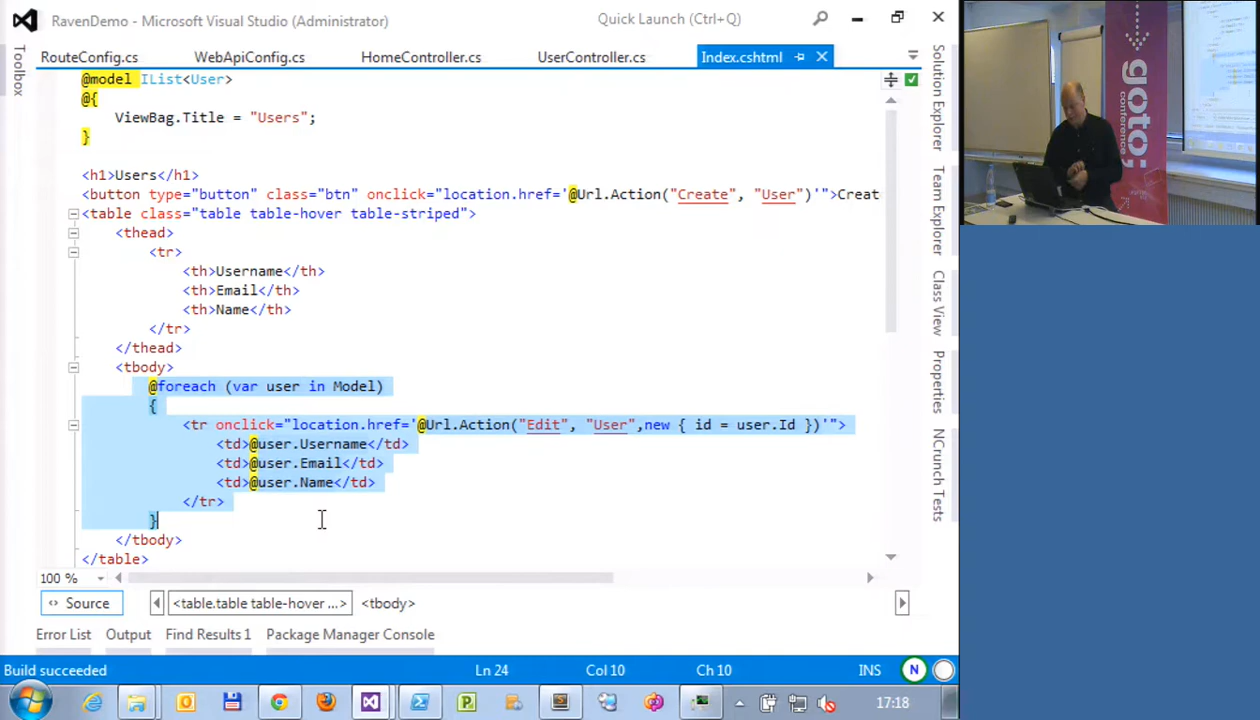 RavenDemo - Microsoft Visual Studio (Administrator)
Quick Launch (Ctrl+Q)
RouteConfig.cs
WebApiConfig.cs
HomeController.cs
UserController.cs
Index.cshtml
Toolbox
@model IList<User>
@{
ViewBag.Title = "Users";
}
<h1>Users</h1>
<button type="button" class="btn" onclick="location.href='@Url.Action("Create", "User")'">Creat
<table class="table table-hover table-striped">
<thead>
<tr>
<th>Username</th>
<th>Email</th>
<th>Name</th>
</tr>
</thead>
<tbody>
@foreach (var user in Model)
{
<tr onclick="location.href='@Url.Action("Edit", "User",new { id = user.Id })'">
<td>@user.Username</td>
<td>@user.Email</td>
<td>@user.Name</td>
</tr>
}
</tbody>
</table>
100 %
Source
<table.table table-hover ...>
<tbody>
Error List
Output
Find Results 1
Package Manager Console
Build succeeded
Ln 24
Col 10
Ch 10
INS
N
17:18
Solution Explorer
Team Explorer
Class View
Properties
NCrunch Tests
goto;
conference